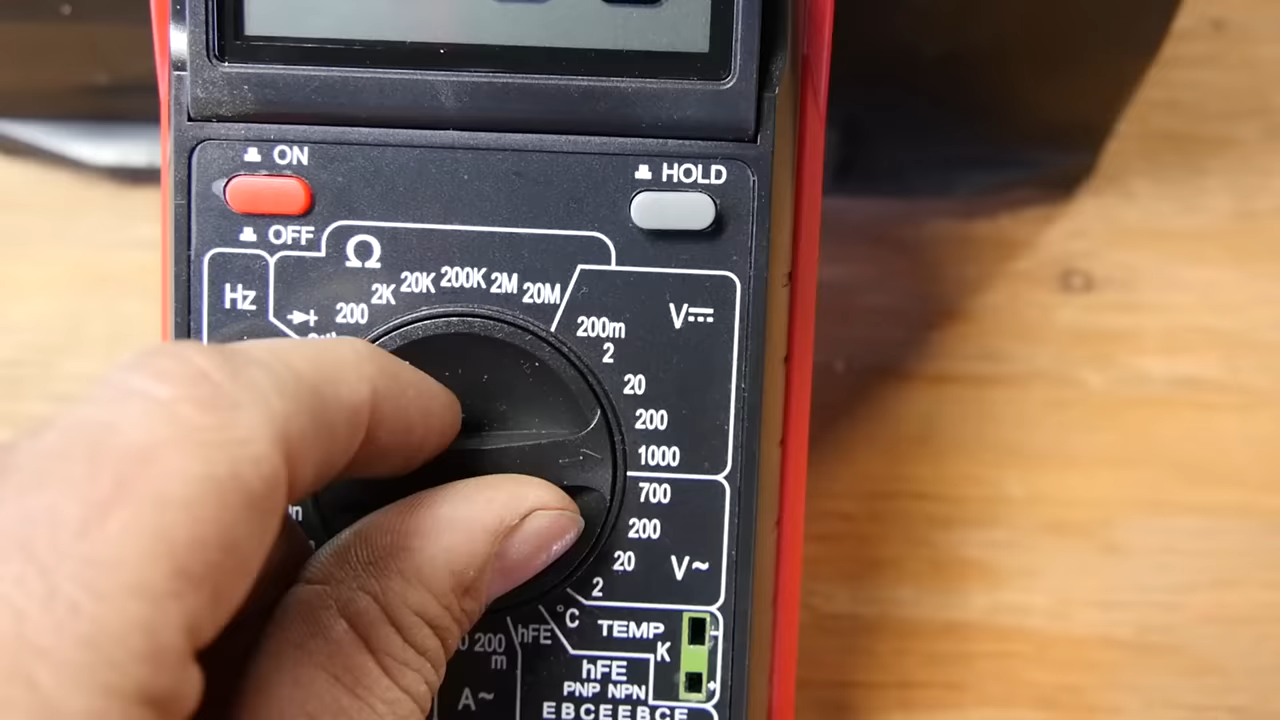 ON
HOLD
OFF
Ω
Hz
200 2K 20K 200K 2M 20M
V
200m
2
20
200
1000
700
200
20
2
V~
°C
TEMP
K
200
m
hFE
hFE
PNP NPN
A~
E B C E E B C E